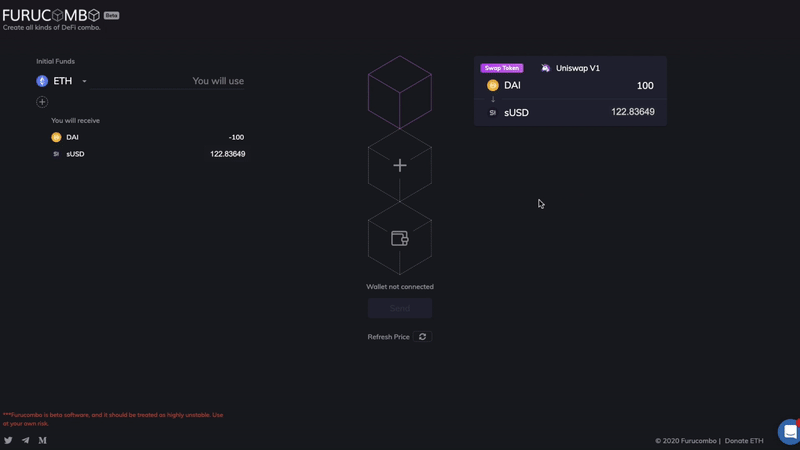 FURUCOMBO Beta
Create all kinds of DeFi combo.
Initial Funds
ETH You will use
You will receive
DAI -100
sUSD 122.83649
Wallet not connected
Send
Refresh Price
Swap Token Uniswap V1
DAI 100
sUSD 122.83649
***Furucombo is beta software, and it should be treated as highly unstable. Use
at your own risk.
© 2020 Furucombo | Donate ETH